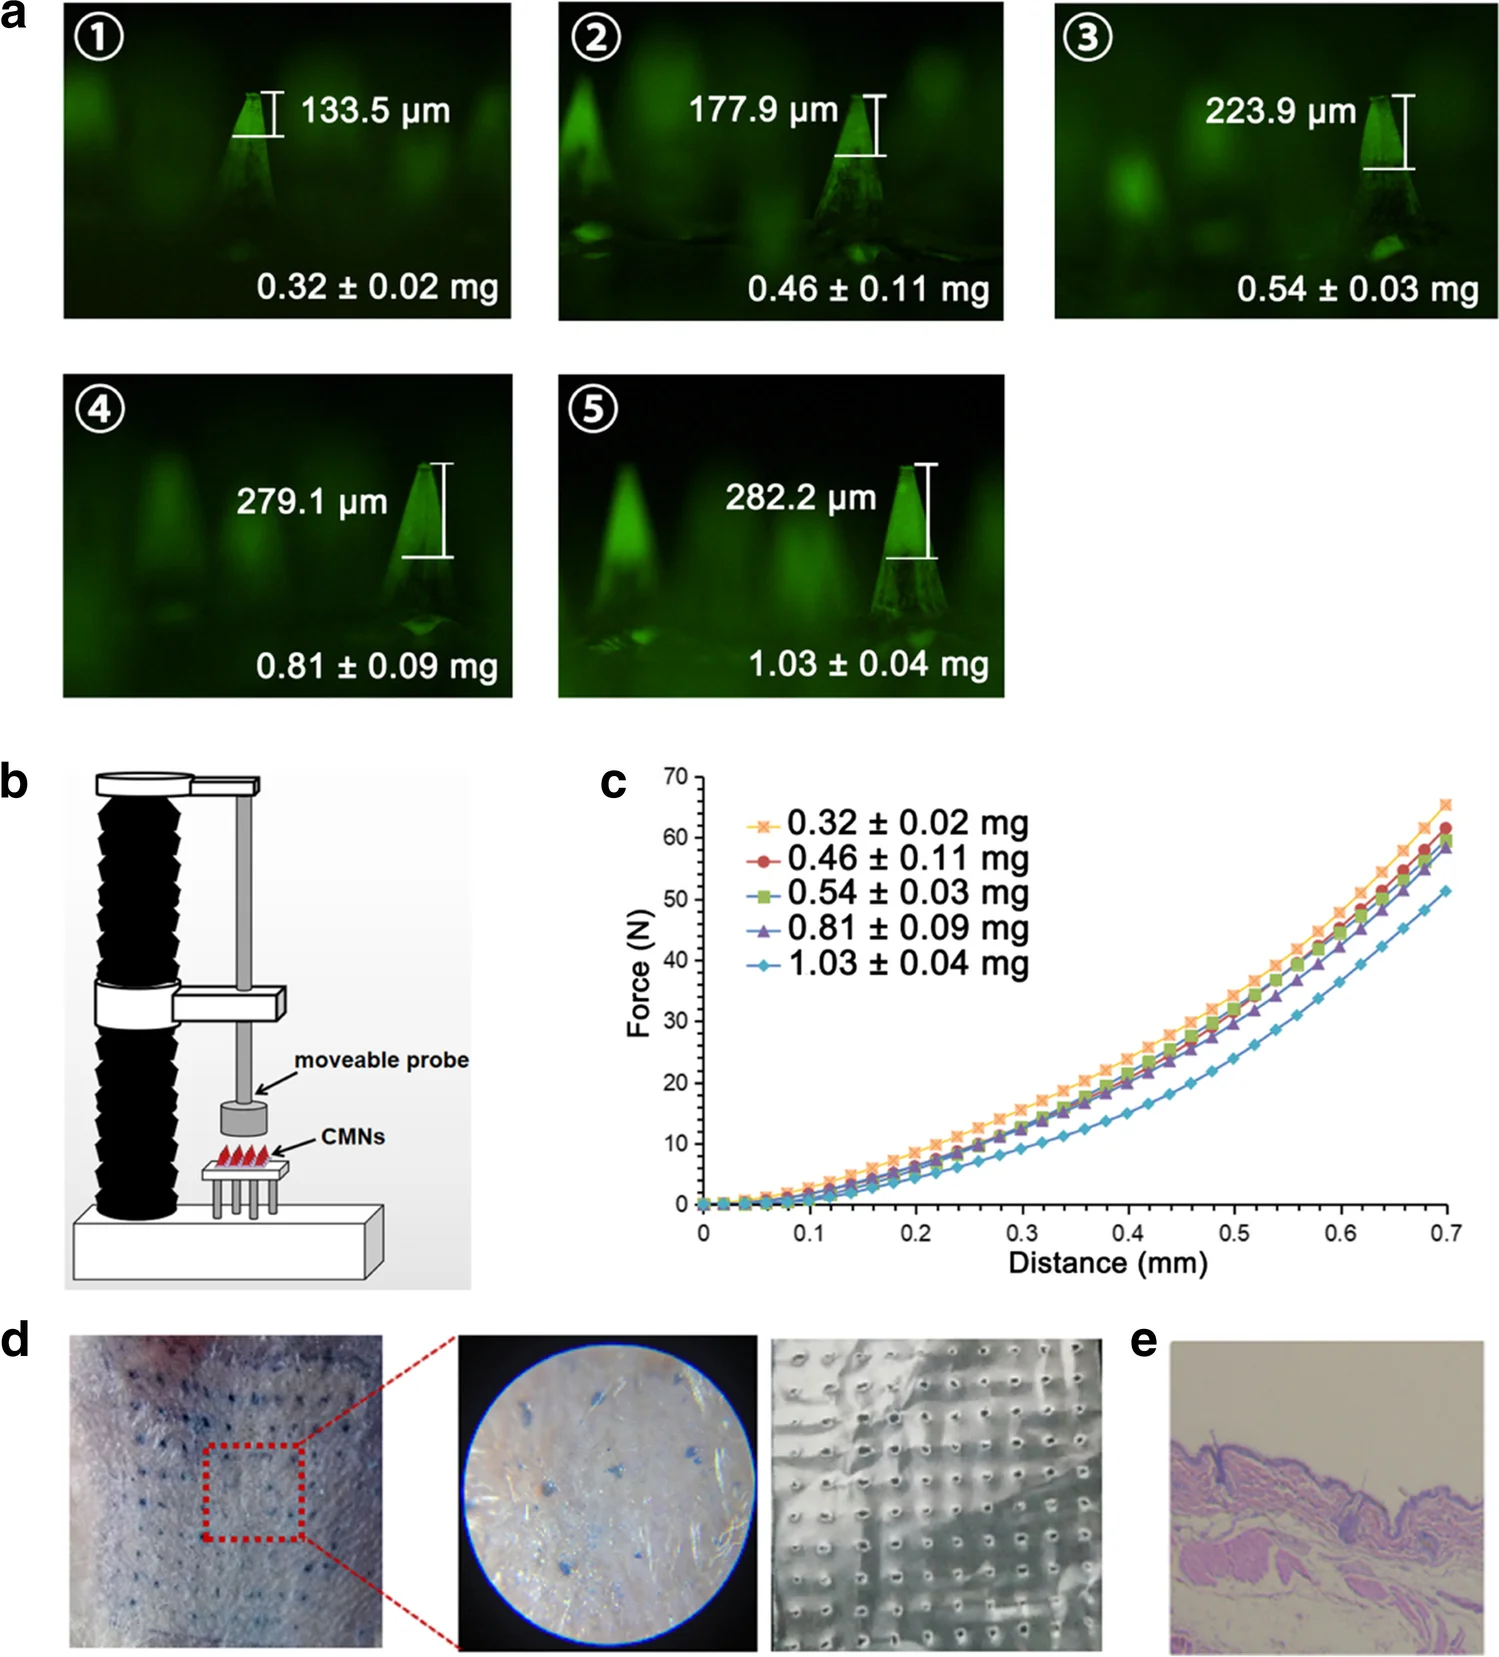 a
① 
133.5 µm
0.32 ± 0.02 mg
②
177.9 µm
0.46 ± 0.11 mg
③
223.9 µm
0.54 ± 0.03 mg
④
279.1 µm
0.81 ± 0.09 mg
⑤
282.2 µm
1.03 ± 0.04 mg
b
moveable probe
CMNs
c
70
60
50
40
30
20
10
0
Force (N)
0.32 ± 0.02 mg
0.46 ± 0.11 mg
0.54 ± 0.03 mg
0.81 ± 0.09 mg
1.03 ± 0.04 mg
0 0.1 0.2 0.3 0.4 0.5 0.6 0.7
Distance (mm)
d
e